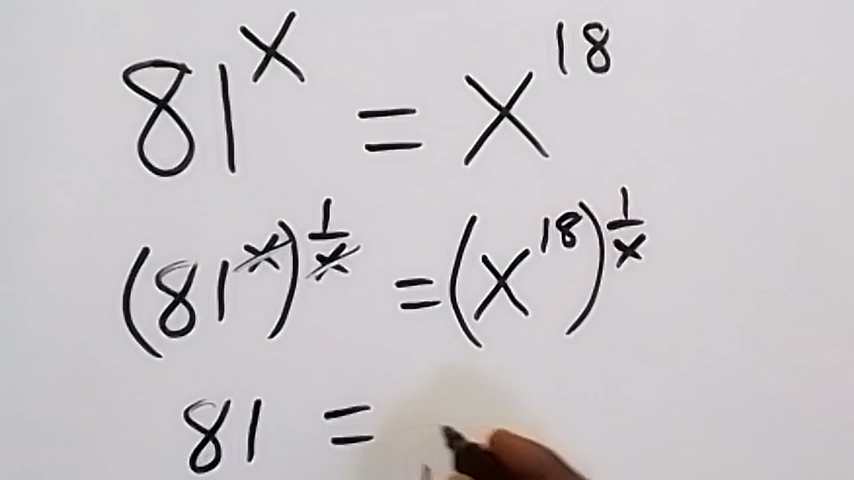 81^x = x^18
(81^x)^(1/x) = (x^18)^(1/x)
81 =